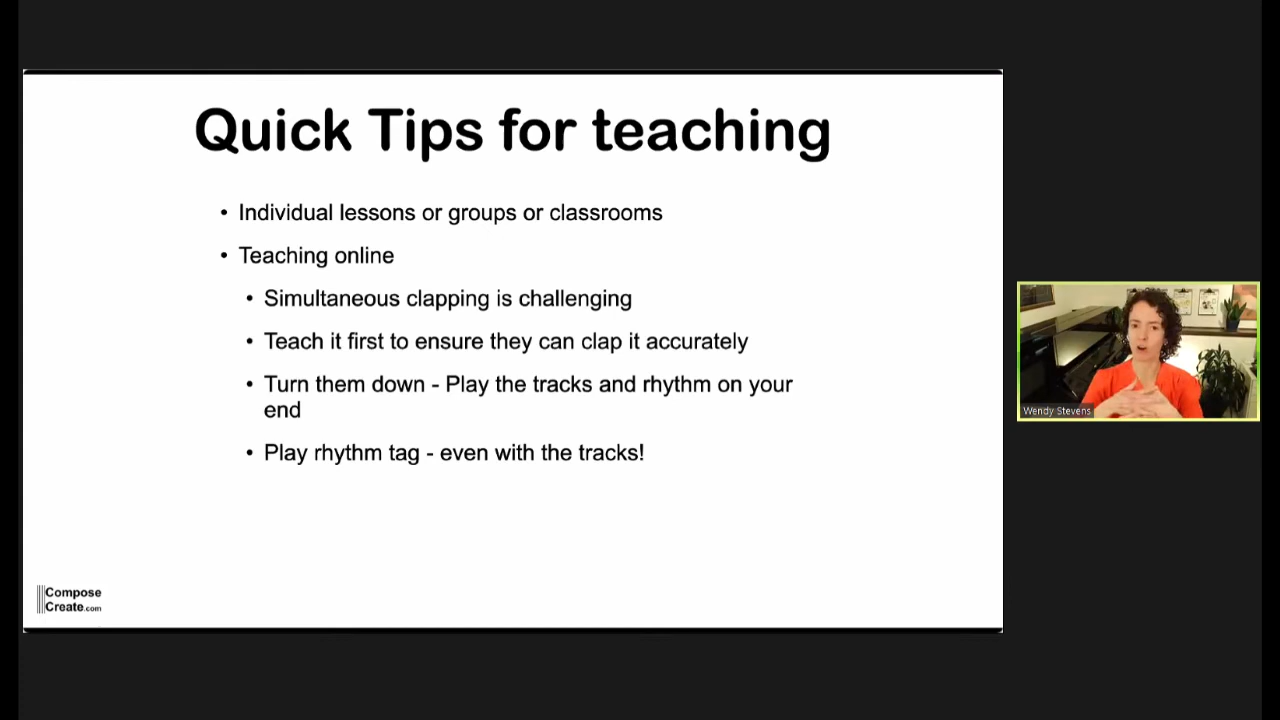 Quick Tips for teaching
• Individual lessons or groups or classrooms
• Teaching online
• Simultaneous clapping is challenging
• Teach it first to ensure they can clap it accurately
• Turn them down - Play the tracks and rhythm on your
end
• Play rhythm tag - even with the tracks!
Compose
Create.com
Wendy Stevens